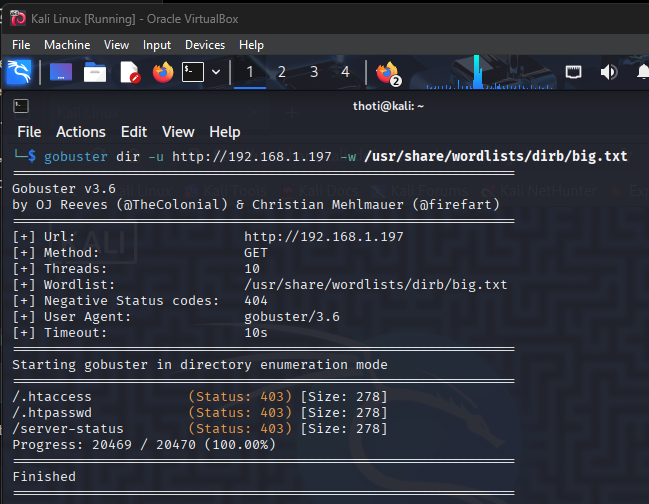 Kali Linux [Running] - Oracle VirtualBox
File Machine View Input Devices Help
1 2 3 4 2
thoti@kali: ~
File Actions Edit View Help
└─$ gobuster dir -u http://192.168.1.197 -w /usr/share/wordlists/dirb/big.txt
===============================================================
Gobuster v3.6
by OJ Reeves (@TheColonial) & Christian Mehlmauer (@firefart)
===============================================================
[+] Url: http://192.168.1.197
[+] Method: GET
[+] Threads: 10
[+] Wordlist: /usr/share/wordlists/dirb/big.txt
[+] Negative Status codes: 404
[+] User Agent: gobuster/3.6
[+] Timeout: 10s
===============================================================
Starting gobuster in directory enumeration mode
===============================================================
/.htaccess (Status: 403) [Size: 278]
/.htpasswd (Status: 403) [Size: 278]
/server-status (Status: 403) [Size: 278]
Progress: 20469 / 20470 (100.00%)
===============================================================
Finished
===============================================================